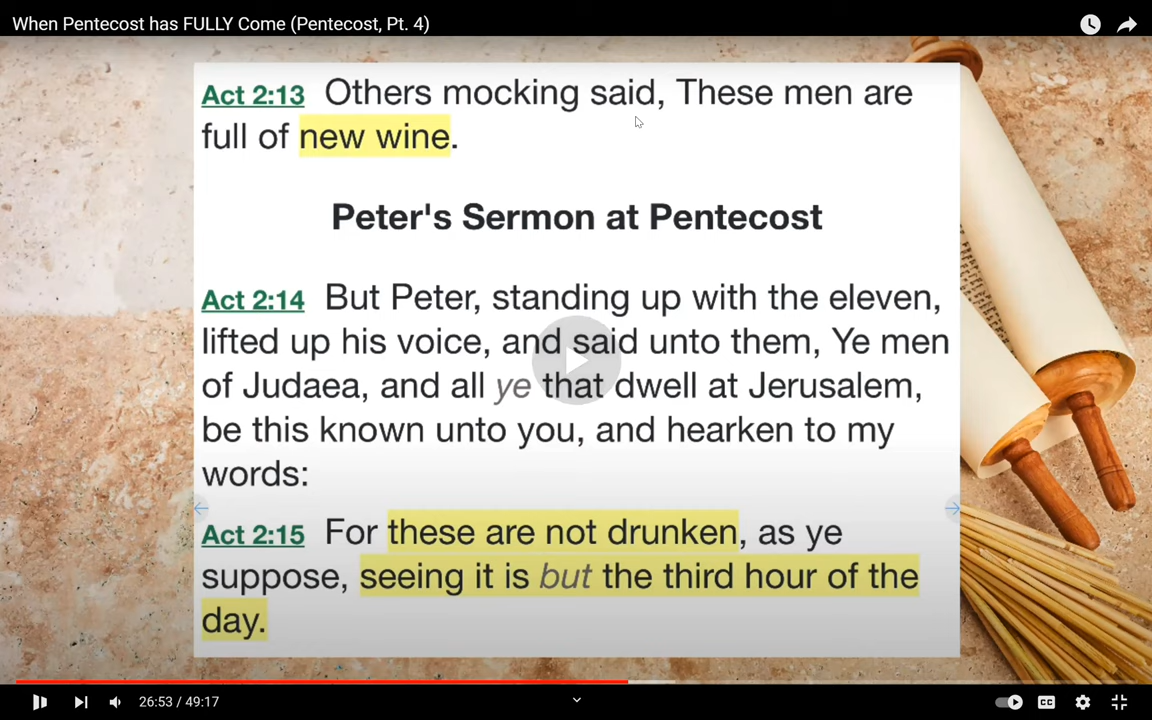 When Pentecost has FULLY Come (Pentecost, Pt. 4)
Act 2:13 Others mocking said, These men are
full of new wine.
Peter's Sermon at Pentecost
Act 2:14 But Peter, standing up with the eleven,
lifted up his voice, and said unto them, Ye men
of Judaea, and all ye that dwell at Jerusalem,
be this known unto you, and hearken to my
words:
Act 2:15 For these are not drunken, as ye
suppose, seeing it is but the third hour of the
day.
26:53 / 49:17
CC